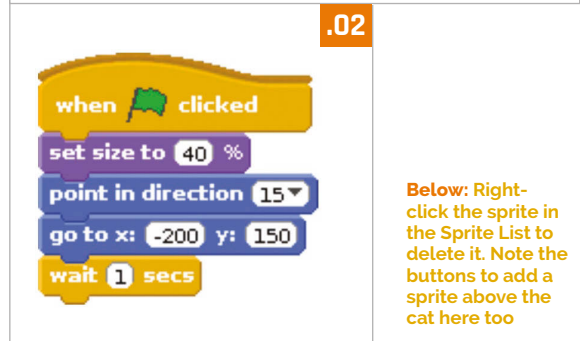 .02
when clicked
set size to 40 %
point in direction 15
go to x: -200 y: 150
wait 1 secs
Below: Right-
click the sprite in
the Sprite List to
delete it. Note the
buttons to add a
sprite above the
cat here too